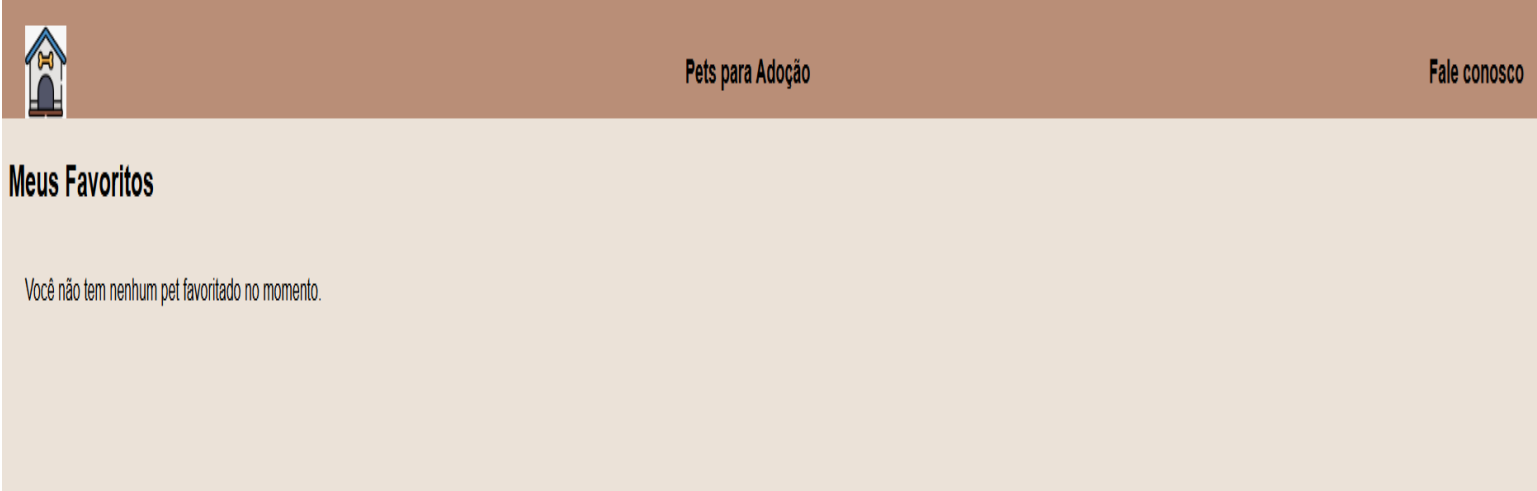 Pets para Adoção
Fale conosco
Meus Favoritos
Você não tem nenhum pet favoritado no momento.